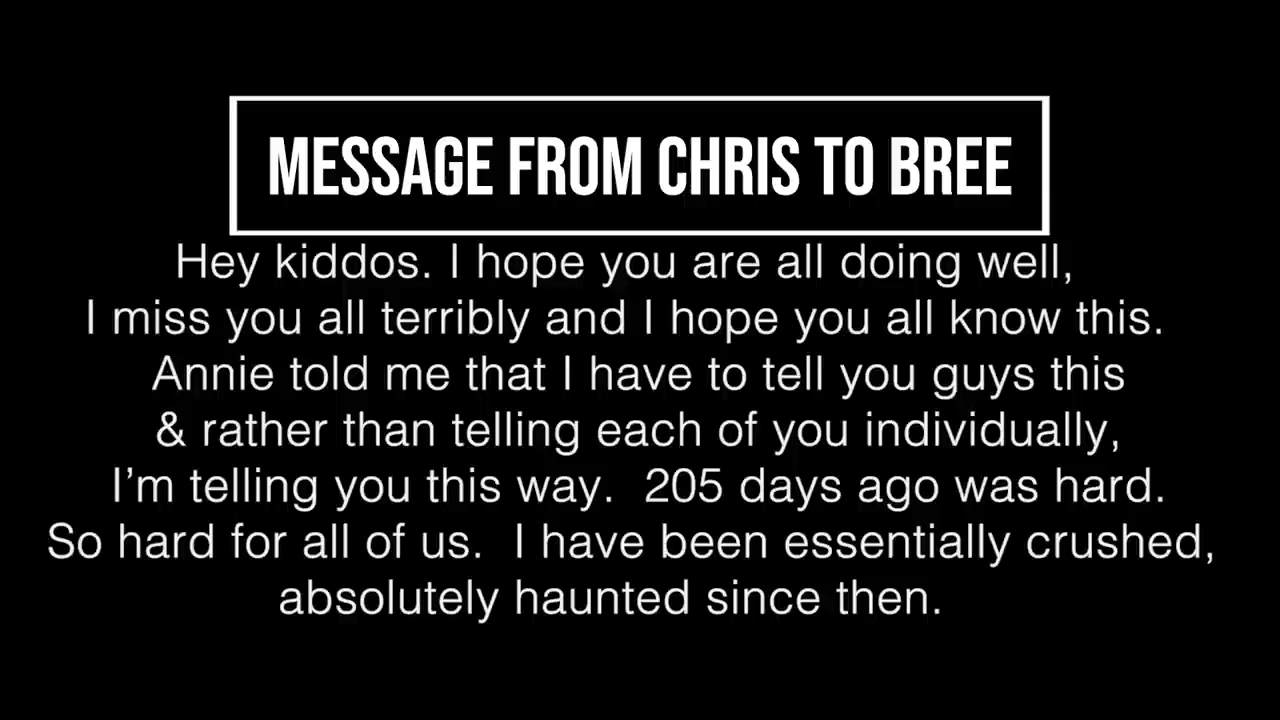 MESSAGE FROM CHRIS TO BREE
Hey kiddos. I hope you are all doing well,
I miss you all terribly and I hope you all know this.
Annie told me that I have to tell you guys this
& rather than telling each of you individually,
I’m telling you this way.  205 days ago was hard.
So hard for all of us.  I have been essentially crushed,
absolutely haunted since then.